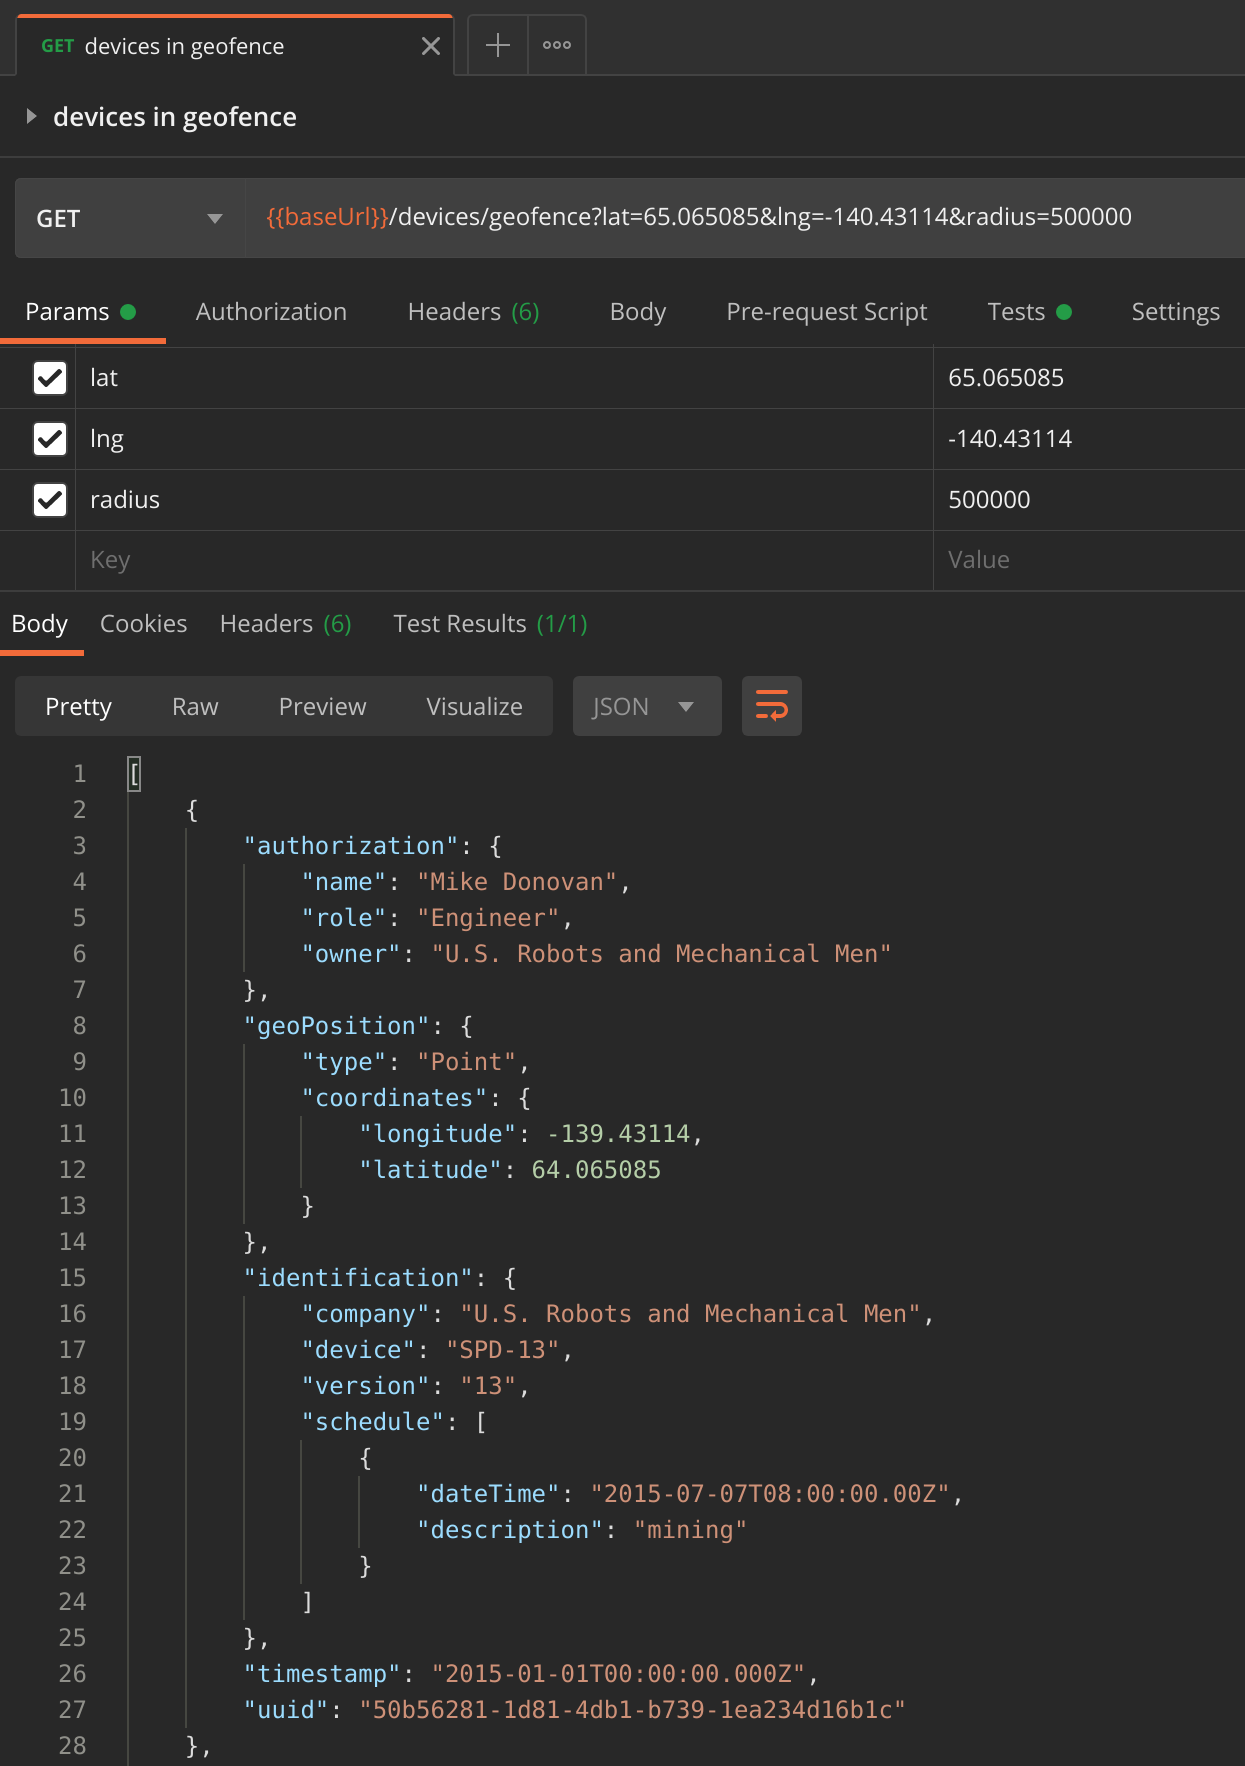 GET devices in geofence
devices in geofence
GET {{baseUrl}}/devices/geofence?lat=65.065085&lng=-140.43114&radius=500000
Params Authorization Headers (6) Body Pre-request Script Tests Settings
lat 65.065085
lng -140.43114
radius 500000
Key Value
Body Cookies Headers (6) Test Results (1/1)
Pretty Raw Preview Visualize JSON
1 [
2 {
3 "authorization": {
4 "name": "Mike Donovan",
5 "role": "Engineer",
6 "owner": "U.S. Robots and Mechanical Men"
7 },
8 "geoPosition": {
9 "type": "Point",
10 "coordinates": {
11 "longitude": -139.43114,
12 "latitude": 64.065085
13 }
14 },
15 "identification": {
16 "company": "U.S. Robots and Mechanical Men",
17 "device": "SPD-13",
18 "version": "13",
19 "schedule": [
20 {
21 "dateTime": "2015-07-07T08:00:00.00Z",
22 "description": "mining"
23 }
24 ]
25 },
26 "timestamp": "2015-01-01T00:00:00.000Z",
27 "uuid": "50b56281-1d81-4db1-b739-1ea234d16b1c"
28 },